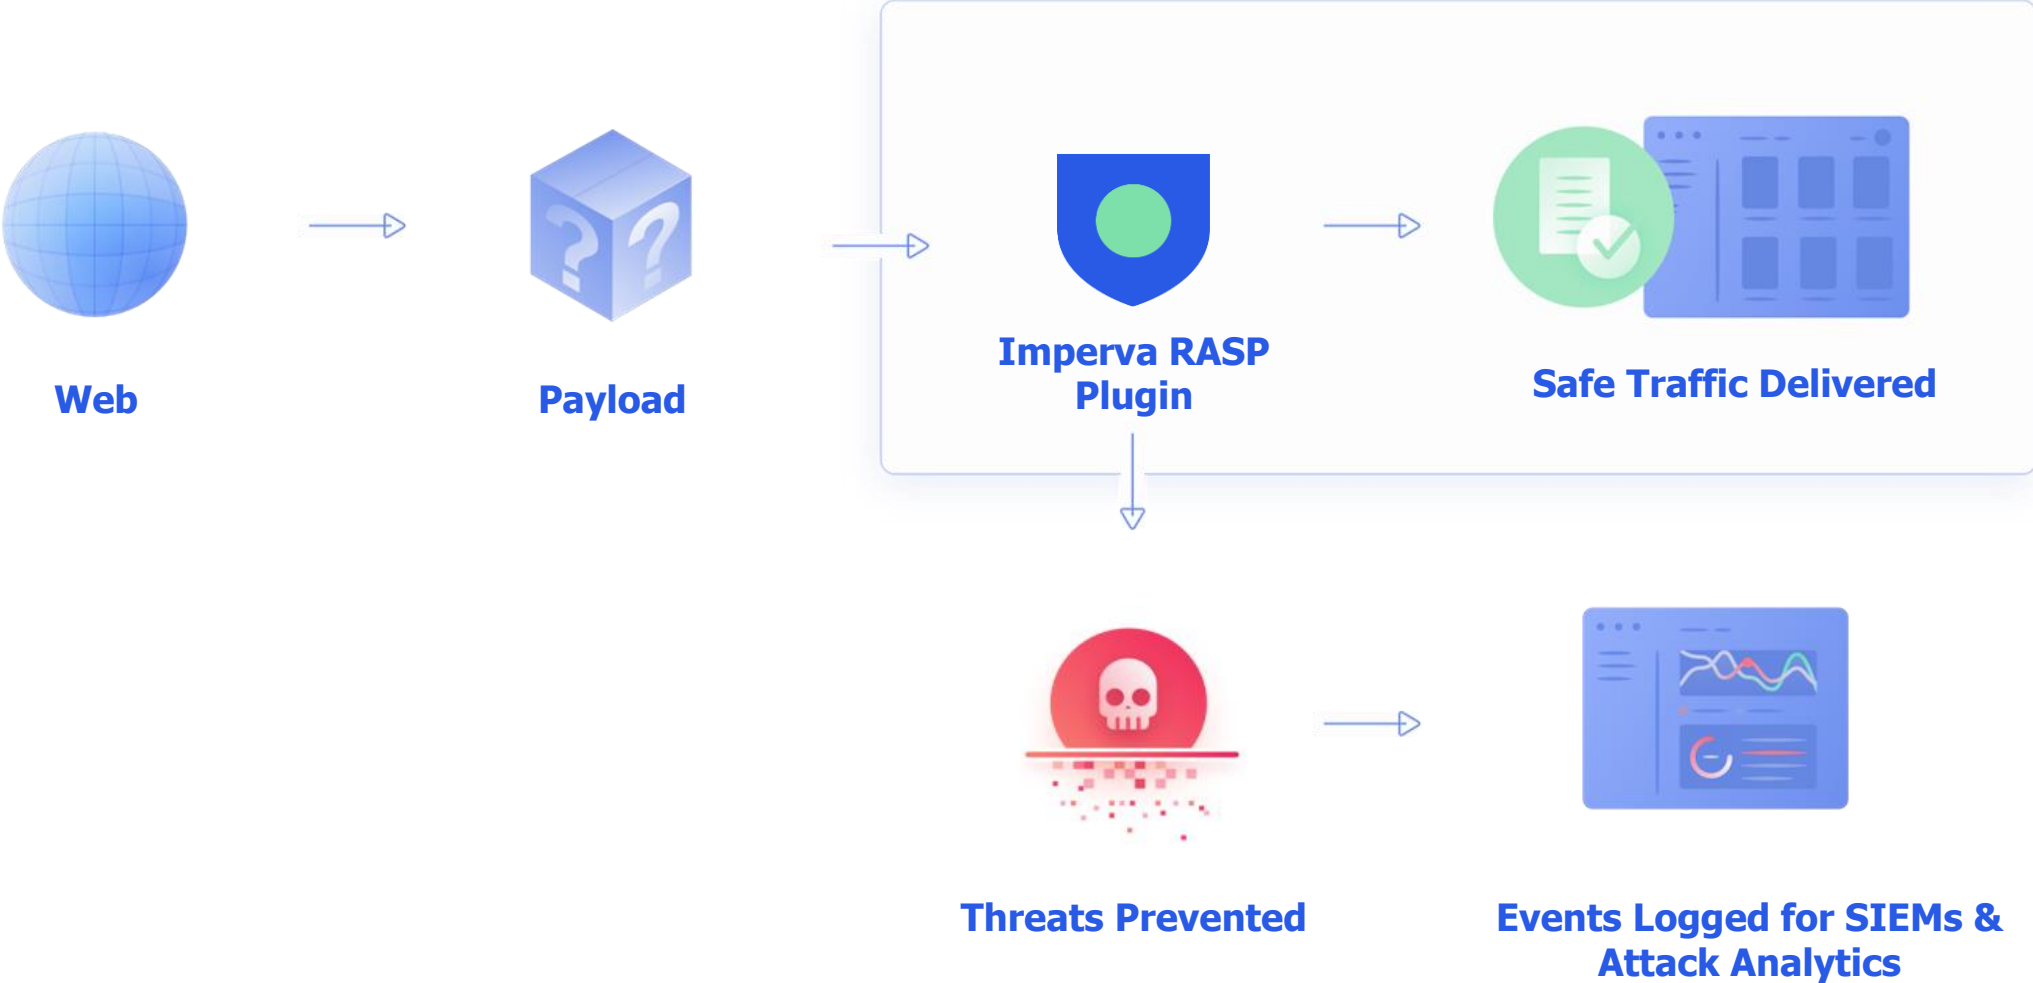 Web
Payload
Imperva RASP
Plugin
Safe Traffic Delivered
Threats Prevented
Events Logged for SIEMs &
Attack Analytics